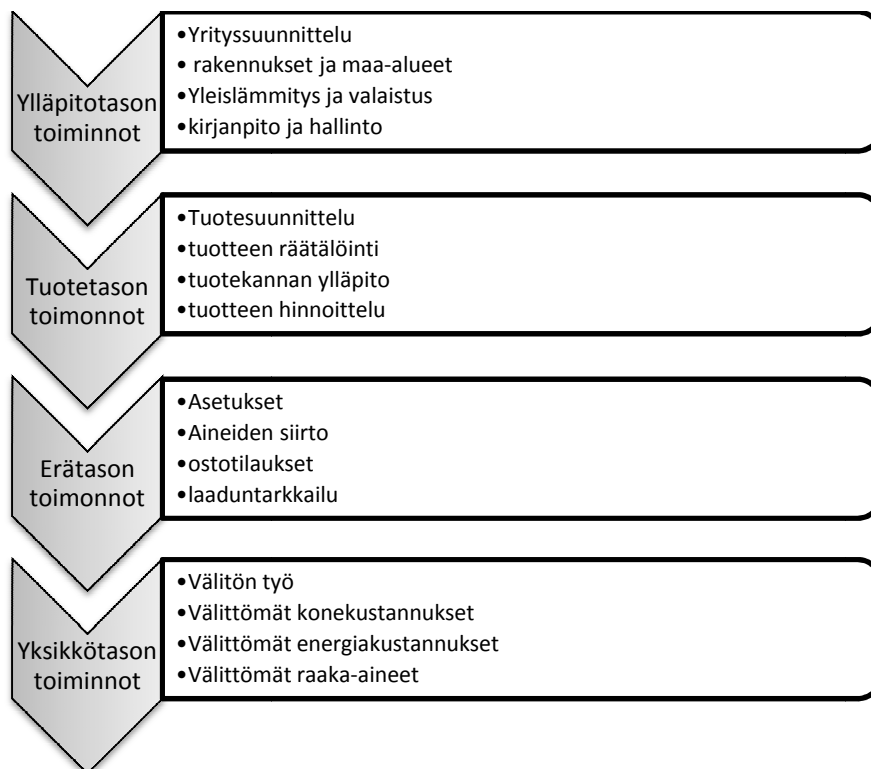 Ylläpitotason
toiminnot
•Yrityssuunnittelu
• rakennukset ja maa-alueet
•Yleislämmitys ja valaistus
•kirjanpito ja hallinto
Tuotetason
toimonnot
•Tuotesuunnittelu
•tuotteen räätälöinti
•tuotekannan ylläpito
•tuotteen hinnoittelu
Erätason
toimonnot
•Asetukset
•Aineiden siirto
•ostotilaukset
•laaduntarkkailu
Yksikkötason
toiminnot
•Välitön työ
•Välittömät konekustannukset
•Välittömät energiakustannukset
•Välittömät raaka-aineet